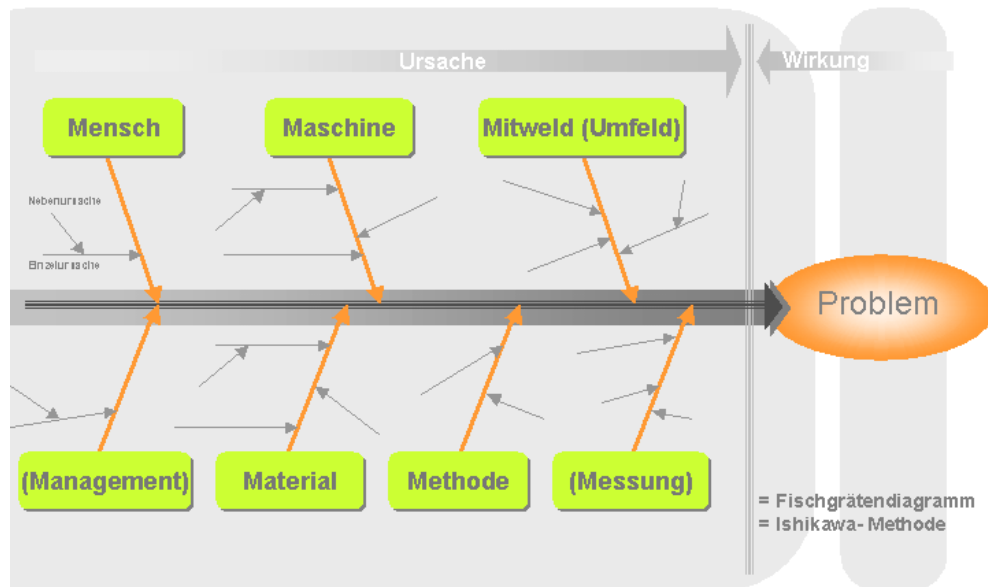 Ursache
Wirkung
Mensch
Maschine
Mitweld (Umfeld)
Nebenursache
Einzelursache
Problem
(Management)
Material
Methode
(Messung)
= Fischgrätendiagramm
= Ishikawa- Methode